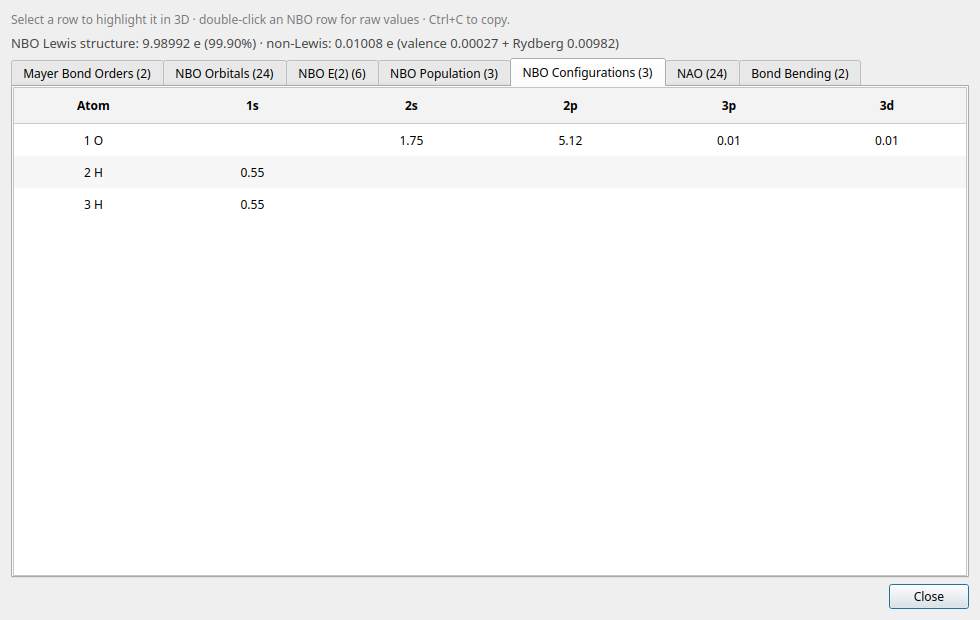 Select a row to highlight it in 3D · double-click an NBO row for raw values · Ctrl+C to copy.
NBO Lewis structure: 9.98992 e (99.90%) · non-Lewis: 0.01008 e (valence 0.00027 + Rydberg 0.00982)
Mayer Bond Orders (2) NBO Orbitals (24) NBO E(2) (6) NBO Population (3) NBO Configurations (3) NAO (24) Bond Bending (2)
Atom 1s 2s 2p 3p 3d
1 O 1.75 5.12 0.01 0.01
2 H 0.55
3 H 0.55
Close